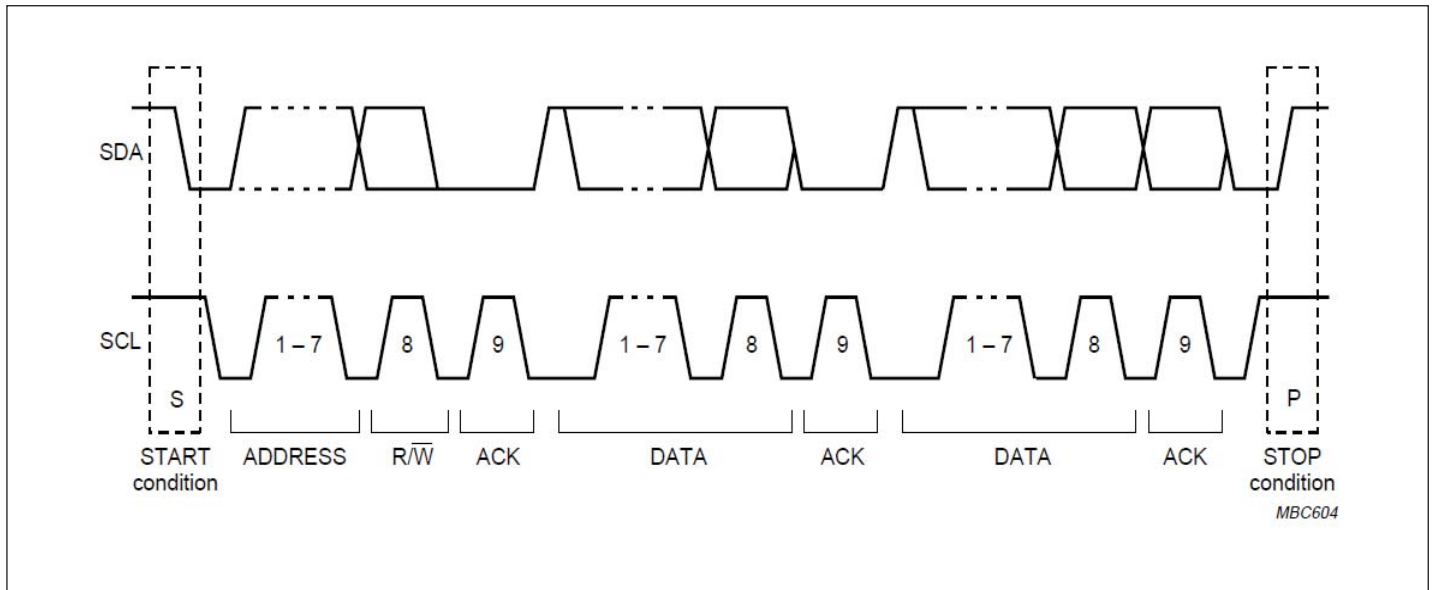 SDA
SCL
1 – 7
8
9
1 – 7
8
9
1 – 7
8
9
S
P
START
condition
ADDRESS
R/W̅
ACK
DATA
ACK
DATA
ACK
STOP
condition
MBC604